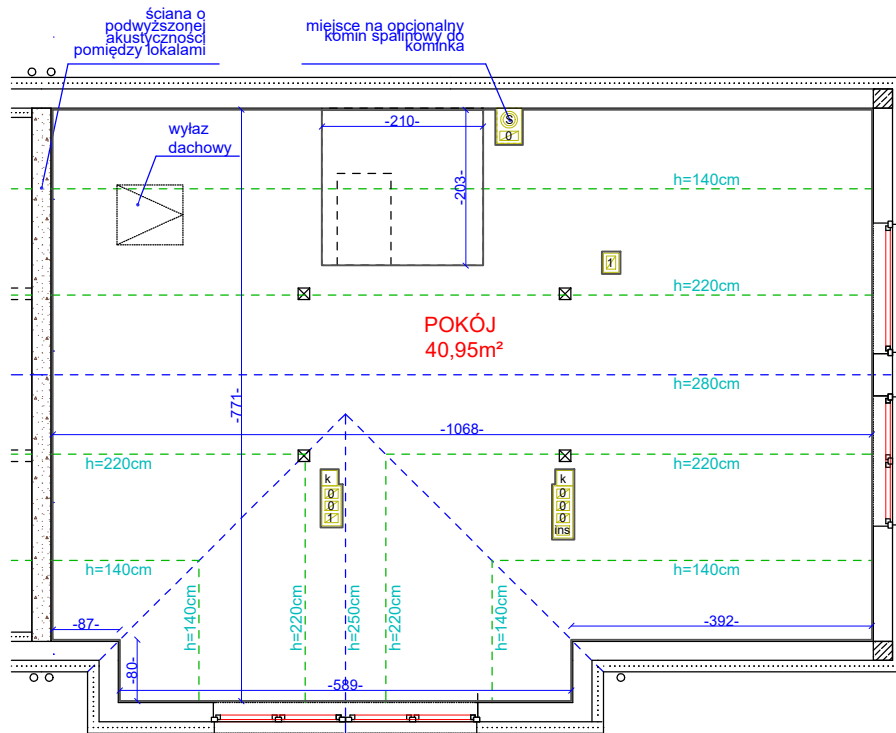 ściana o
podwyższonej
akustyczności
pomiędzy lokalami
miejsce na opcjonalny
komin spalinowy do
kominka
wyłaz
dachowy
-210-
S
0
-203-
h=140cm
1
h=220cm
POKÓJ
40,95m²
h=280cm
-771-
-1068-
h=220cm
h=220cm
k
0
0
1
k
0
0
0
ins
h=140cm
h=140cm
h=140cm
h=220cm
h=250cm
h=220cm
h=140cm
-87-
-392-
-80-
-589-